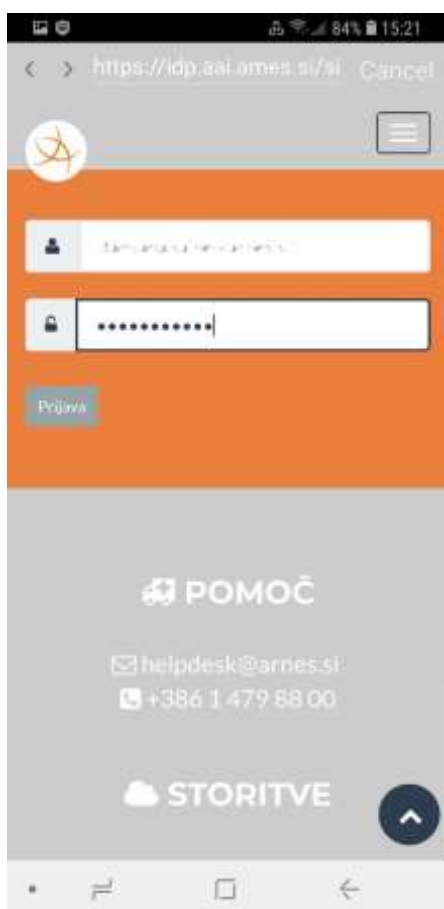 84% 15:21
https://idp.aai.arnes.si/si Cancel
•••••••••••
Prijava
POMOČ
helpdesk@arnes.si
+386 1 479 88 00
STORITVE